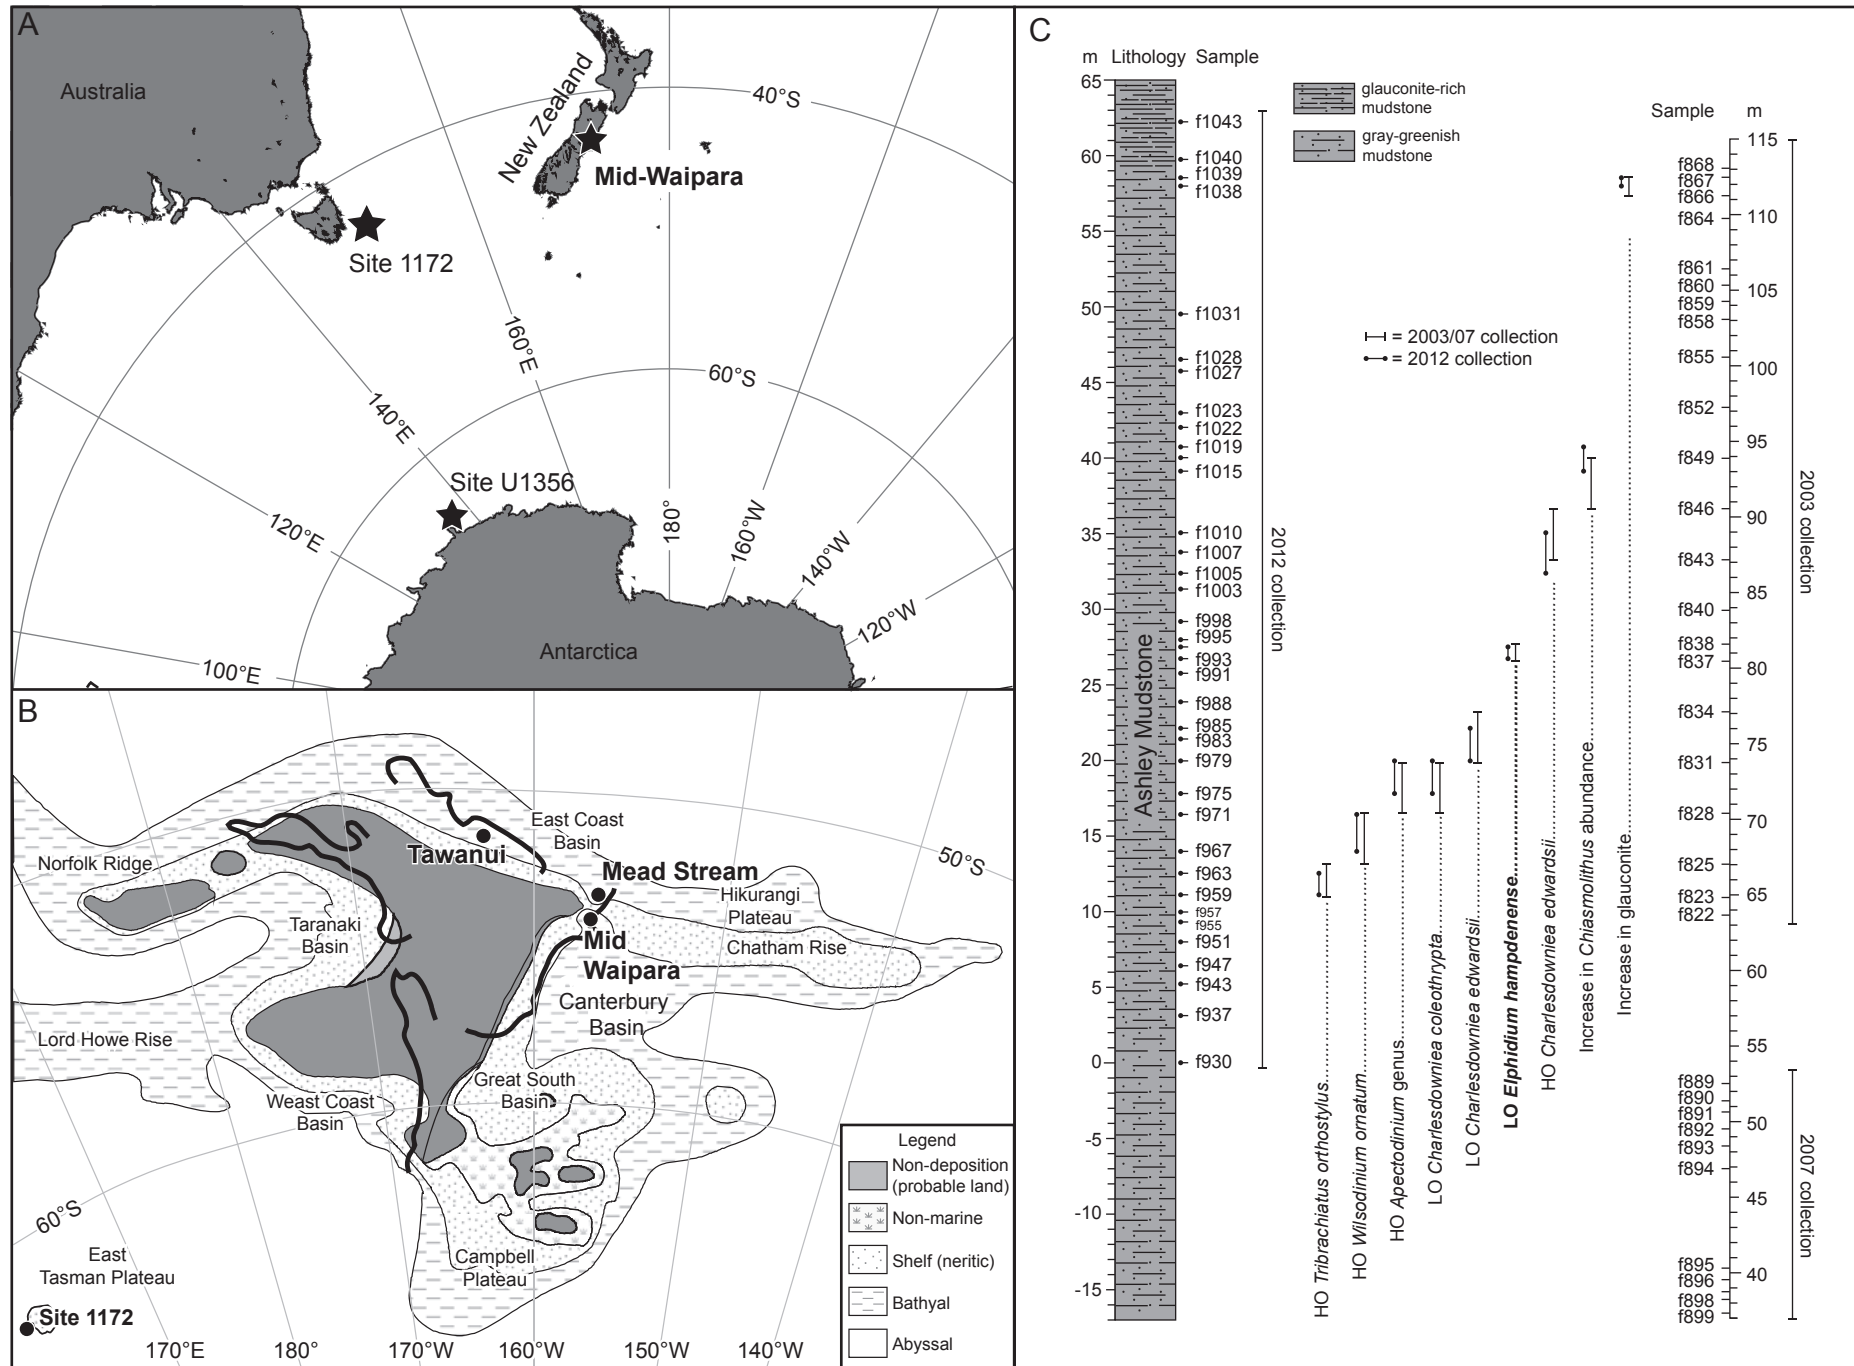 A
Australia
New Zealand
40°S
Mid-Waipara
Site 1172
160°E
60°S
140°E
Site U1356
120°E
180°
160°W
140°W
120°W
100°E
Antarctica
B
East Coast
Basin
Tawanui
50°S
Norfolk Ridge
Mead Stream
Hikurangi
Plateau
Taranaki
Basin
Mid
Waipara
Chatham Rise
Canterbury
Basin
Lord Howe Rise
Great South
Basin
Weast Coast
Basin
60°S
East
Tasman Plateau
Campbell
Plateau
Site 1172
170°E
180°
170°W
160°W
150°W
140°W
Legend
Non-deposition
(probable land)
Non-marine
Shelf (neritic)
Bathyal
Abyssal
C
m Lithology Sample
65
60
55
50
45
40
35
30
25
20
15
10
5
0
-5
-10
-15
Ashley Mudstone
f1043
f1040
f1039
f1038
f1031
f1028
f1027
f1023
f1022
f1019
f1015
f1010
f1007
f1005
f1003
f998
f995
f993
f991
f988
f985
f983
f979
f975
f971
f967
f963
f959
f957
f955
f951
f947
f943
f937
f930
2012 collection
glauconite-rich
mudstone
gray-greenish
mudstone
= 2003/07 collection
= 2012 collection
HO Tribrachiatus orthostylus
HO Wilsodinium ornatum
HO Apectodinium genus
LO Charlesdowniea coleothrypta
LO Charlesdowniea edwardsii
LO Elphidium hampdenense
HO Charlesdowniea edwardsii
Increase in Chiasmolithus abundance
Increase in glauconite
Sample m
f868
f867
f866
f864
f861
f860
f859
f858
f855
f852
f849
f846
f843
f840
f838
f837
f834
f831
f828
f825
f823
f822
f889
f890
f891
f892
f893
f894
f895
f896
f898
f899
115
110
105
100
95
90
85
80
75
70
65
60
55
50
45
40
2003 collection
2007 collection